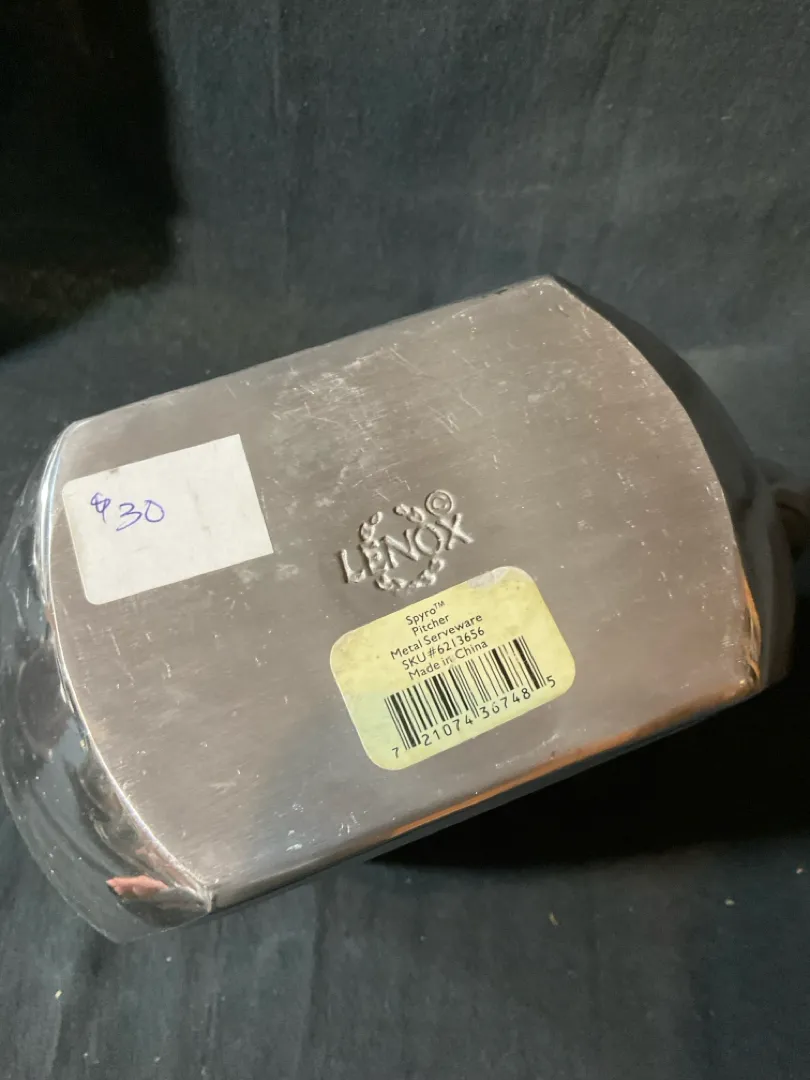 $30
LENOX ©
Spyro™
Pitcher
Metal Serveware
SKU #6213656
Made in China
7 21074 36748 5